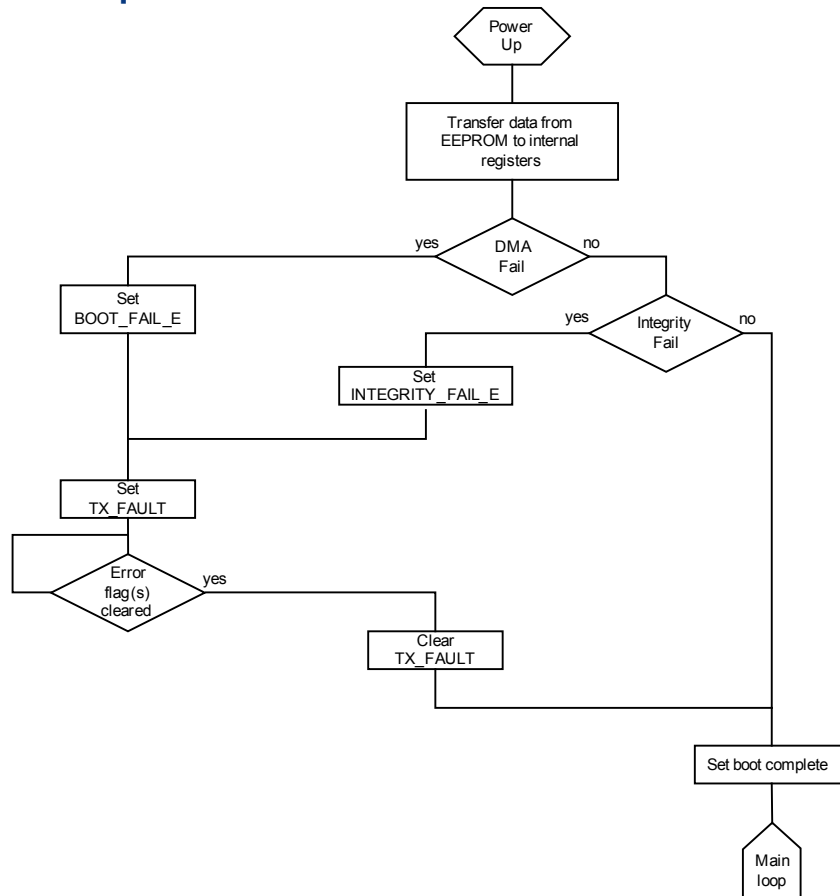 Power
Up
Transfer data from
EEPROM to internal
registers
yes
DMA
Fail
no
Set
BOOT_FAIL_E
yes
Integrity
Fail
no
Set
INTEGRITY_FAIL_E
Set
TX_FAULT
Error
flag(s)
cleared
yes
Clear
TX_FAULT
Set boot complete
Main
loop